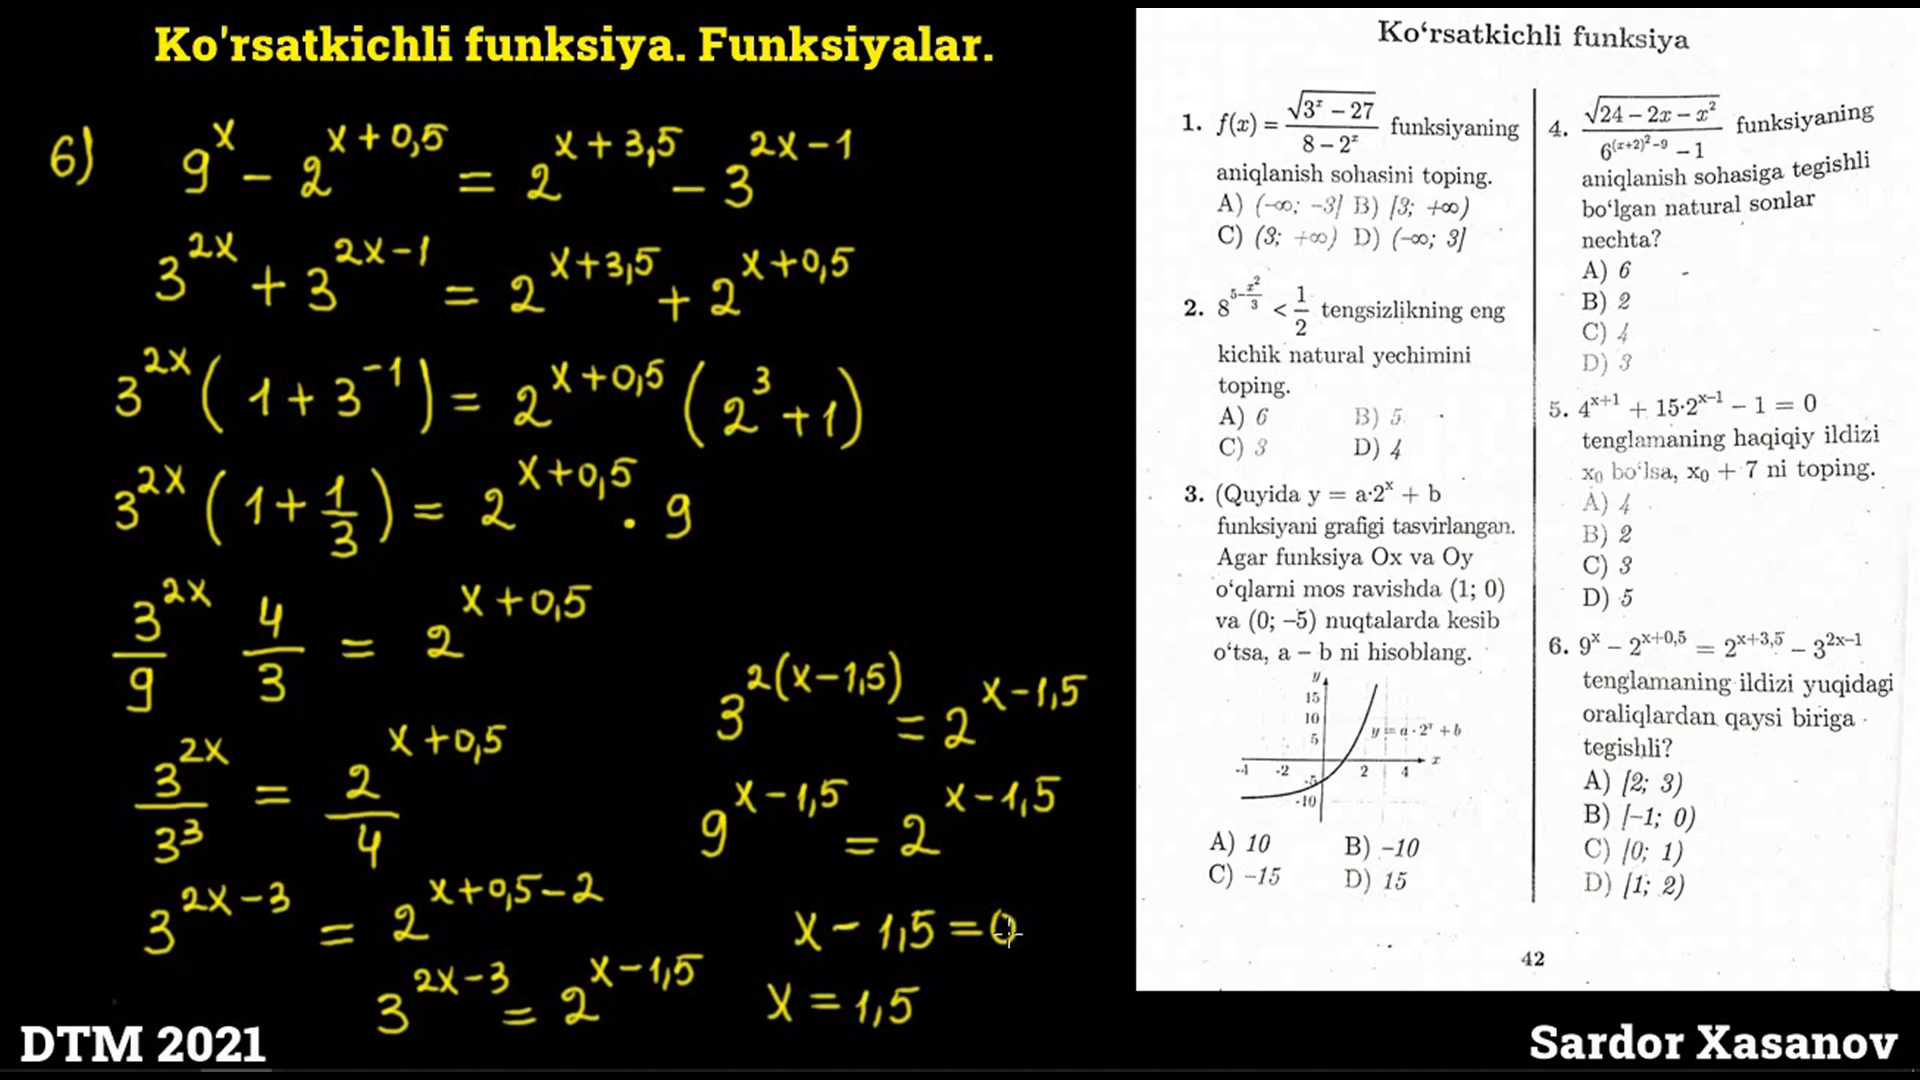 Ko'rsatkichli funksiya. Funksiyalar.
6) 9^x − 2^(x+0,5) = 2^(x+3,5) − 3^(2x−1)
3^(2x) + 3^(2x−1) = 2^(x+3,5) + 2^(x+0,5)
3^(2x) (1+3^(−1)) = 2^(x+0,5) (2^3+1)
3^(2x) (1+1/3) = 2^(x+0,5) · 9
3^(2x)/9 4/3 = 2^(x+0,5)
3^(2x)/3^3 = 2^(x+0,5)/4
3^(2x−3) = 2^(x+0,5−2)
3^(2x−3) = 2^(x−1,5)
3^(2(x−1,5)) = 2^(x−1,5)
9^(x−1,5) = 2^(x−1,5)
x − 1,5 = 0
x = 1,5
DTM 2021
Ko‘rsatkichli funksiya
1. f(x) = √(3^x − 27)/(8 − 2^x) funksiyaning
aniqlanish sohasini toping.
A) (−∞; −3] B) [3; +∞)
C) (3; +∞) D) (−∞; 3]
2. 8^(5−x²/3) < 1/2 tengsizlikning eng
kichik natural yechimini
toping.
A) 6 B) 5
C) 3 D) 4
3. (Quyida y = a·2^x + b
funksiyani grafigi tasvirlangan.
Agar funksiya Ox va Oy
o‘qlarni mos ravishda (1; 0)
va (0; −5) nuqtalarda kesib
o‘tsa, a − b ni hisoblang.
y
15
10
5
y = a · 2^x + b
-4 -2 2 4 x
-5
-10
A) 10 B) −10
C) −15 D) 15
4. √(24 − 2x − x²)/(6^((x+2)²−9) − 1) funksiyaning
aniqlanish sohasiga tegishli
bo‘lgan natural sonlar
nechta?
A) 6
B) 2
C) 4
D) 3
5. 4^(x+1) + 15·2^(x−1) − 1 = 0
tenglamaning haqiqiy ildizi
x₀ bo‘lsa, x₀ + 7 ni toping.
A) 4
B) 2
C) 3
D) 5
6. 9^x − 2^(x+0,5) = 2^(x+3,5) − 3^(2x−1)
tenglamaning ildizi yuqidagi
oraliqlardan qaysi biriga
tegishli?
A) [2; 3)
B) [−1; 0)
C) [0; 1)
D) [1; 2)
42
Sardor Xasanov